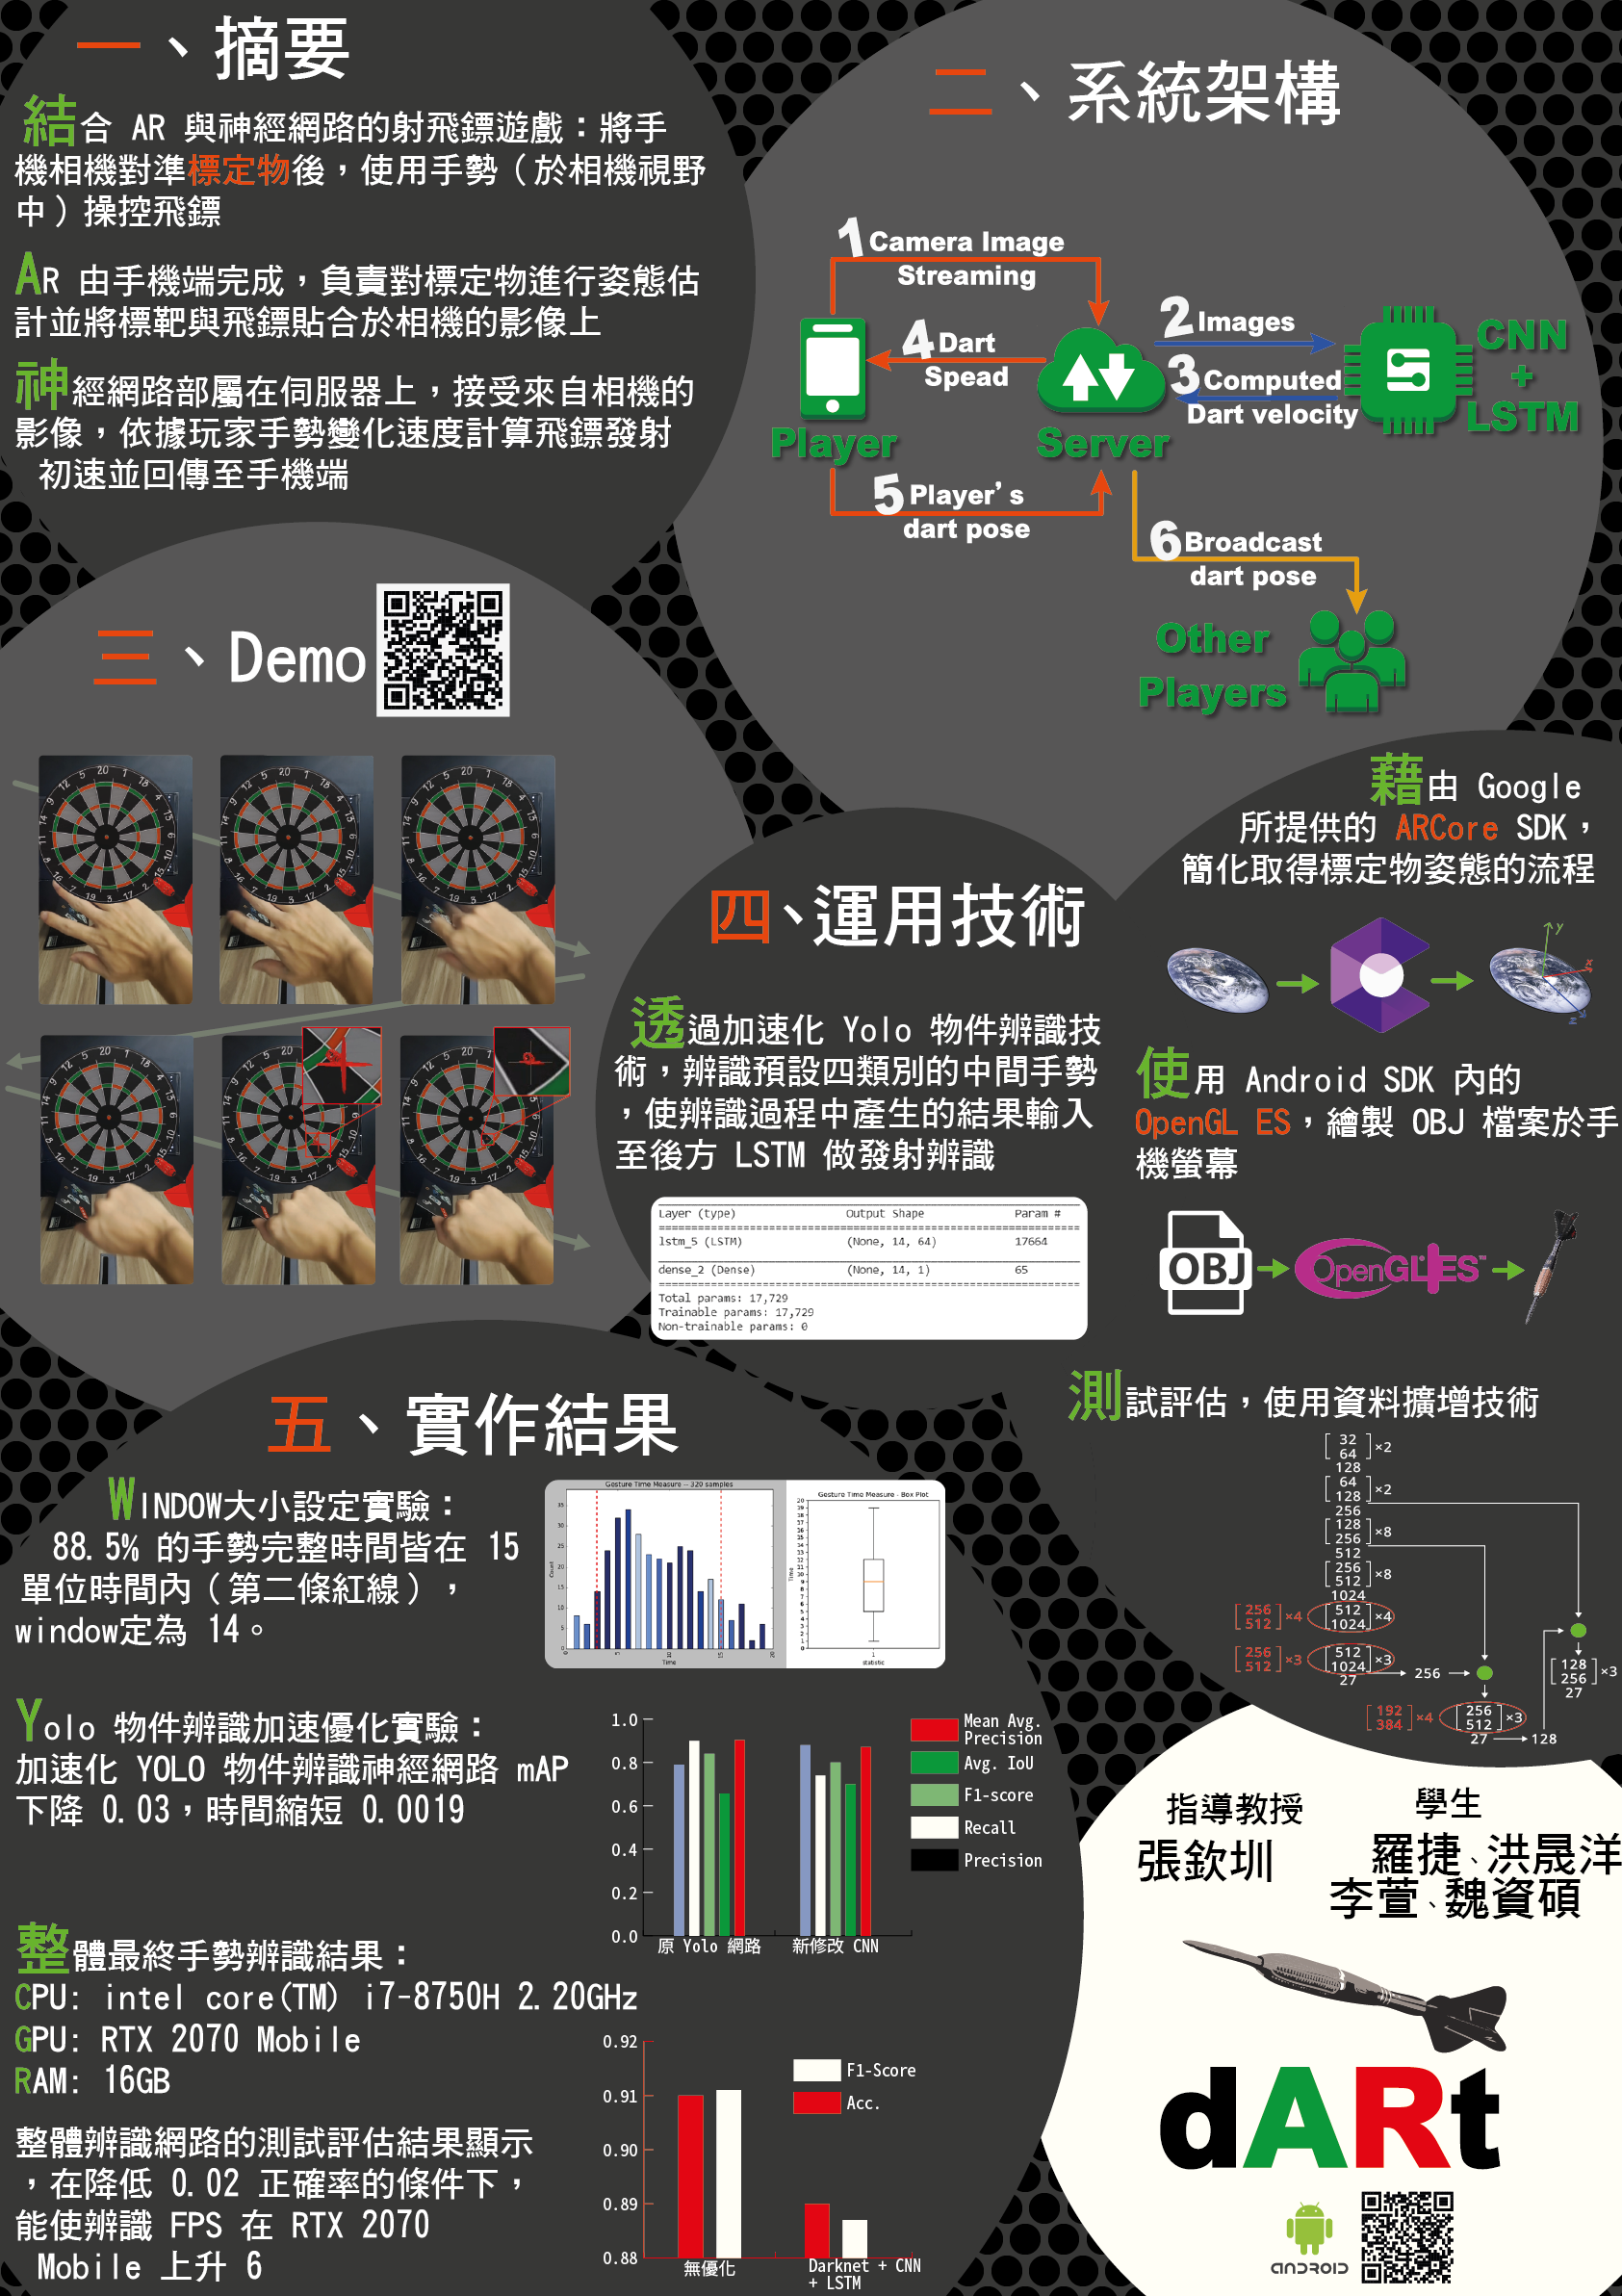 一、摘要
結合 AR 與神經網路的射飛鏢遊戲：將手
機相機對準標定物後，使用手勢（於相機視野
中）操控飛鏢
AR 由手機端完成，負責對標定物進行姿態估
計並將標靶與飛鏢貼合於相機的影像上
神經網路部屬在伺服器上，接受來自相機的
影像，依據玩家手勢變化速度計算飛鏢發射
初速並回傳至手機端
二、系統架構
1 Camera Image
Streaming
2 Images
3 Computed
Dart velocity
4 Dart
Spead
CNN
+
LSTM
Player
Server
5 Player's
dart pose
6 Broadcast
dart pose
Other
Players
三、Demo
四、運用技術
透過加速化 Yolo 物件辨識技
術，辨識預設四類別的中間手勢
，使辨識過程中產生的結果輸入
至後方 LSTM 做發射辨識
Layer (type) Output Shape Param #
lstm_5 (LSTM) (None, 14, 64) 17664
dense_2 (Dense) (None, 14, 1) 65
Total params: 17,729
Trainable params: 17,729
Non-trainable params: 0
藉由 Google
所提供的 ARCore SDK，
簡化取得標定物姿態的流程
y
x
z
使用 Android SDK 內的
OpenGL ES，繪製 OBJ 檔案於手
機螢幕
OBJ
OpenGL|ES™
測試評估，使用資料擴增技術
32
64 ×2
128
64
128 ×2
256
128
256 ×8
512
256
512 ×8
1024
256
512 ×4
512
1024 ×4
256
512 ×3
512
1024 ×3
27
256
192
384 ×4
256
512 ×3
27
128
128
256 ×3
27
五、實作結果
WINDOW大小設定實驗：
88.5% 的手勢完整時間皆在 15
單位時間內（第二條紅線），
window定為 14。
Gesture Time Measure -- 320 samples
Count
Time
Gesture Time Measure - Box Plot
Time
1
statistic
Yolo 物件辨識加速優化實驗：
加速化 YOLO 物件辨識神經網路 mAP
下降 0.03，時間縮短 0.0019
1.0
0.8
0.6
0.4
0.2
0.0
原 Yolo 網路
新修改 CNN
Mean Avg.
Precision
Avg. IoU
F1-score
Recall
Precision
整體最終手勢辨識結果：
CPU: intel core(TM) i7-8750H 2.20GHz
GPU: RTX 2070 Mobile
RAM: 16GB
整體辨識網路的測試評估結果顯示
，在降低 0.02 正確率的條件下，
能使辨識 FPS 在 RTX 2070
Mobile 上升 6
0.92
0.91
0.90
0.89
0.88
F1-Score
Acc.
無優化
Darknet + CNN
+ LSTM
指導教授
張欽圳
學生
羅捷、洪晟洋
李萱、魏資碩
dARt
ANDROID